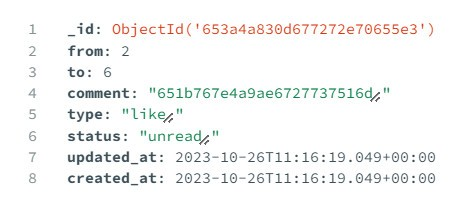 1 _id: ObjectId('653a4a830d677272e70655e3')
2 from: 2
3 to: 6
4 comment: "651b767e4a9ae6727737516d"
5 type: "like"
6 status: "unread"
7 updated_at: 2023-10-26T11:16:19.049+00:00
8 created_at: 2023-10-26T11:16:19.049+00:00